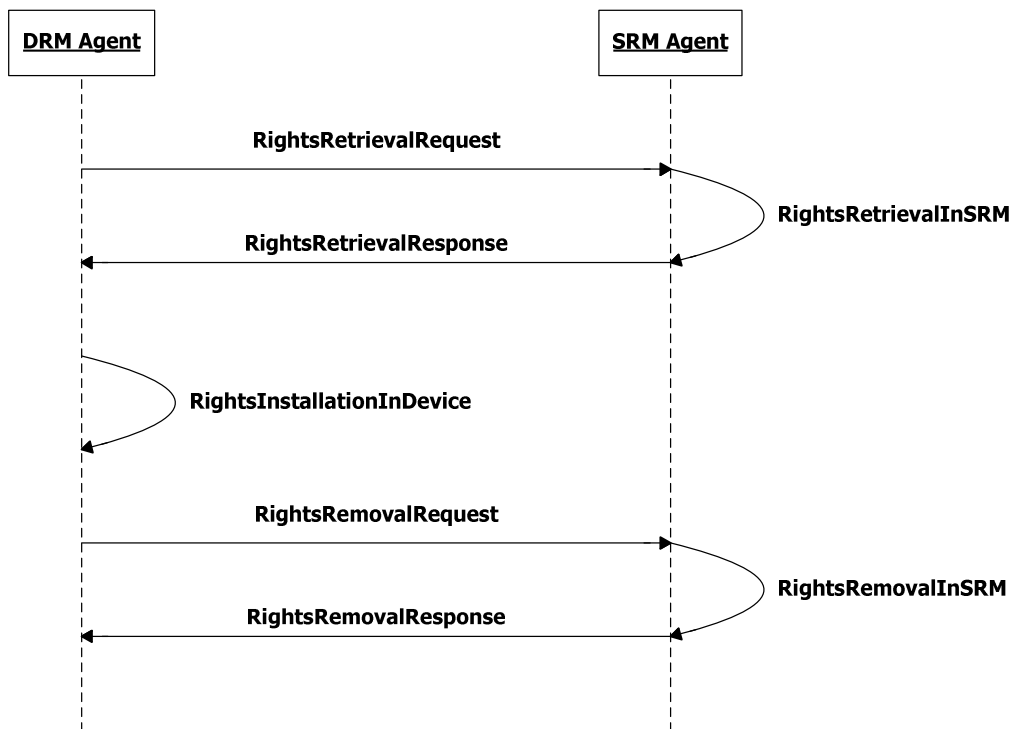 DRM Agent
SRM Agent
RightsRetrievalRequest
RightsRetrievalInSRM
RightsRetrievalResponse
RightsInstallationInDevice
RightsRemovalRequest
RightsRemovalInSRM
RightsRemovalResponse